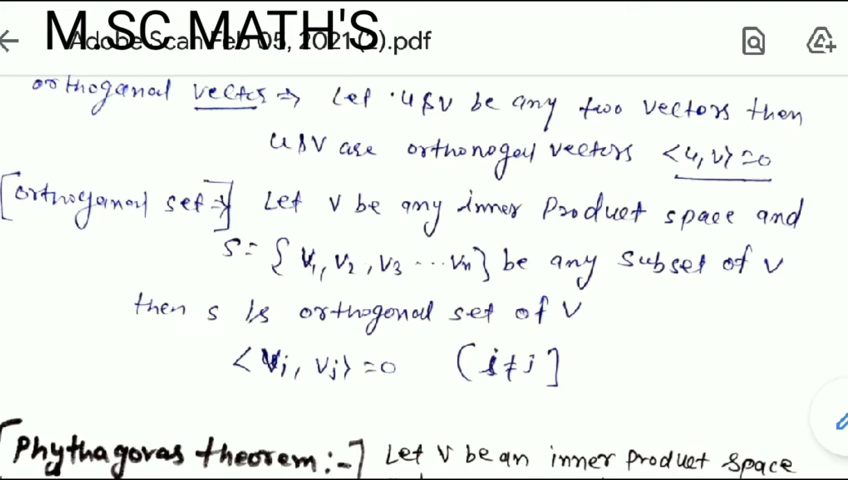 M.SC MATH'S
Adobe Scan Feb 05, 2021 (2).pdf
orthoganal vectors ⇒ Let u & v be any two vectors then
u & v are orthonogal vectors <u, v> = 0
[orthoganal set ⇒] Let V be any inner product space and
S = { v1, v2, v3 ... vn } be any subset of V
then s is orthogonal set of V
<vi, vj> = 0 (i ≠ j]
[Phythagoras theorem :-] Let V be an inner product space